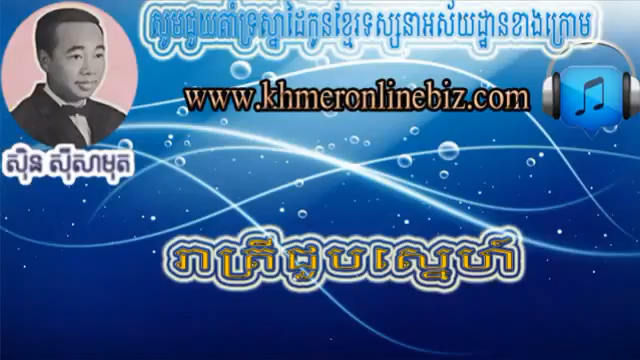 សូមជួយគាំទ្រស្នាដៃកូនខ្មែរទស្សនាអាស័យដ្ឋានខាងក្រោម
www.khmeronlinebiz.com
ស៊ិន ស៊ីសាមុត
រាត្រីជួបស្នេហ៍